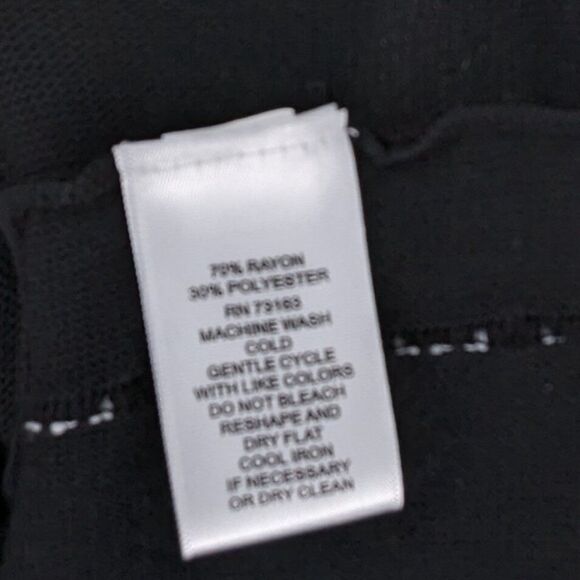 70% RAYON
30% POLYESTER
RN 73163
MACHINE WASH
COLD
GENTLE CYCLE
WITH LIKE COLORS
DO NOT BLEACH
RESHAPE AND
DRY FLAT
COOL IRON
IF NECESSARY
OR DRY CLEAN